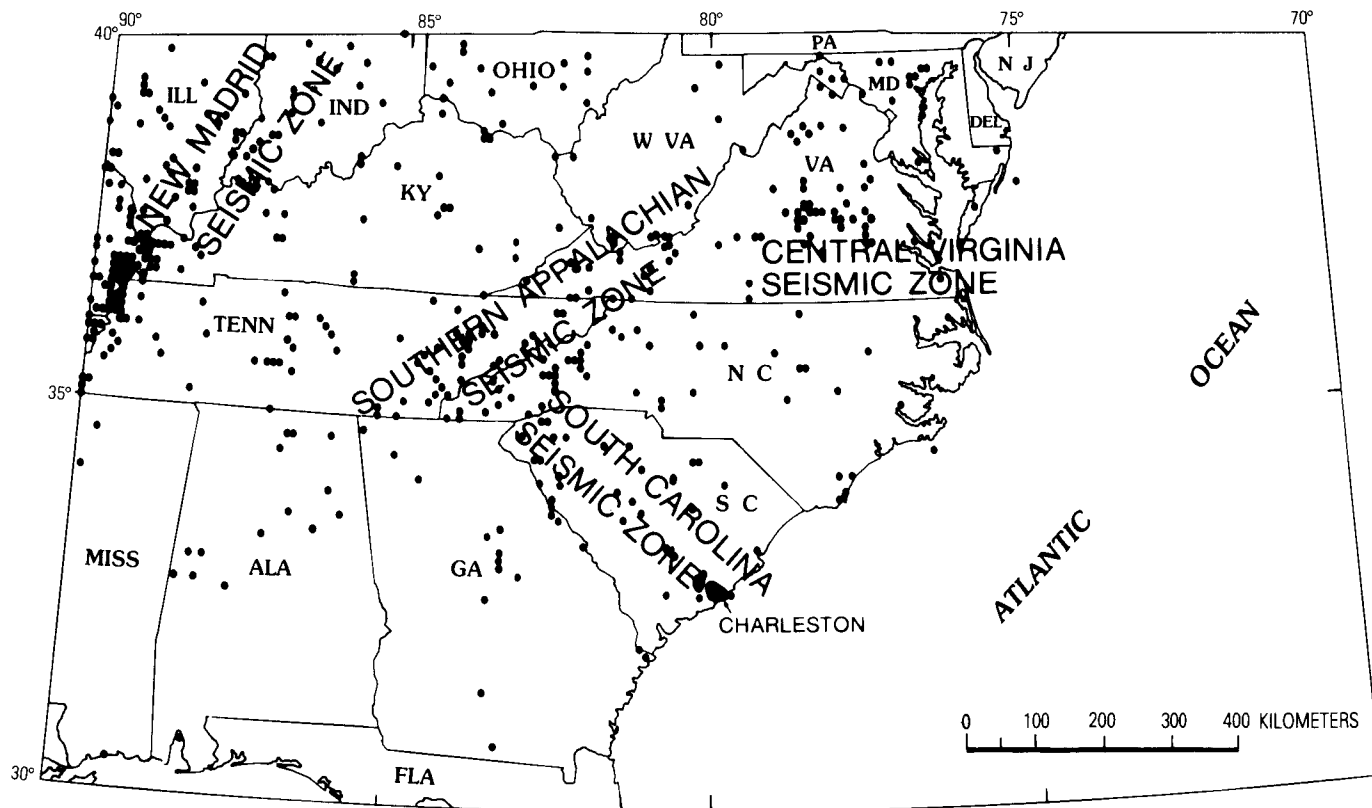 90°
85°
80°
75°
70°
40°
PA
OHIO
N J
ILL
IND
MD
DEL
NEW MADRID
SEISMIC ZONE
W VA
VA
KY
SOUTHERN APPALACHIAN
SEISMIC ZONE
CENTRAL VIRGINIA
SEISMIC ZONE
TENN
N C
OCEAN
ATLANTIC
35°
SOUTH CAROLINA
SEISMIC ZONE
S C
MISS
ALA
GA
CHARLESTON
0 100 200 300 400 KILOMETERS
30°
FLA